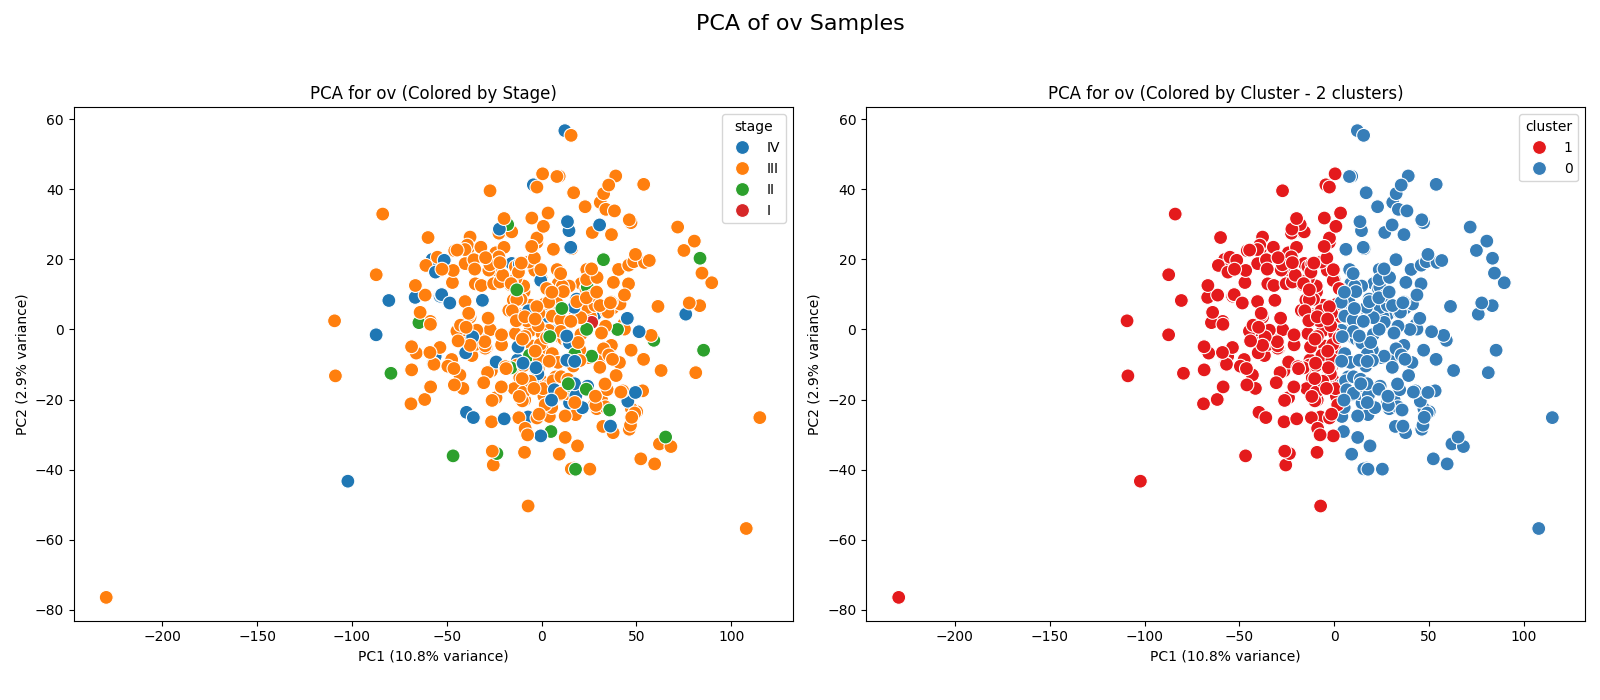 PCA of ov Samples
PCA for ov (Colored by Stage)
60
40
20
0
−20
−40
−60
−80
PC2 (2.9% variance)
−200
−150
−100
−50
0
50
100
PC1 (10.8% variance)
stage
IV
III
II
I
PCA for ov (Colored by Cluster - 2 clusters)
60
40
20
0
−20
−40
−60
−80
PC2 (2.9% variance)
−200
−150
−100
−50
0
50
100
PC1 (10.8% variance)
cluster
1
0